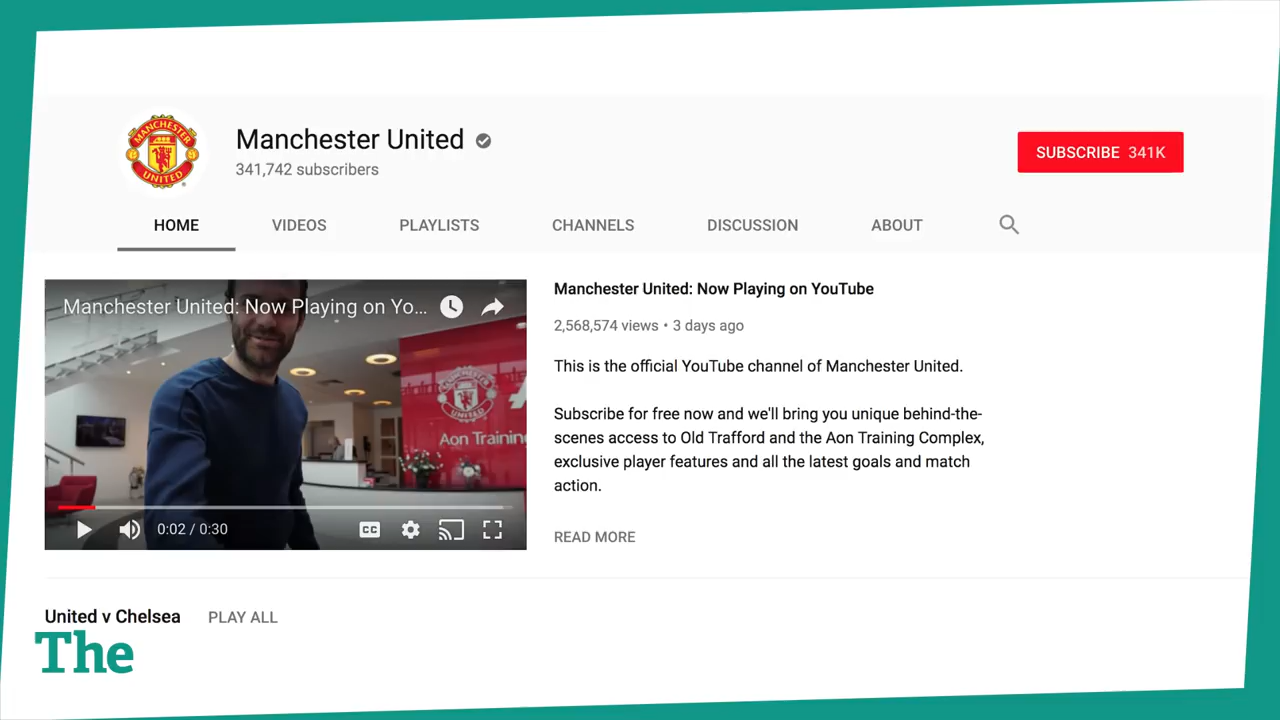 MANCHESTER
UNITED
Manchester United
341,742 subscribers
SUBSCRIBE 341K
HOME
VIDEOS
PLAYLISTS
CHANNELS
DISCUSSION
ABOUT
Manchester United: Now Playing on Yo...
Aon Training
CC
0:02 / 0:30
Manchester United: Now Playing on YouTube
2,568,574 views • 3 days ago
This is the official YouTube channel of Manchester United.
Subscribe for free now and we'll bring you unique behind-the-
scenes access to Old Trafford and the Aon Training Complex,
exclusive player features and all the latest goals and match
action.
READ MORE
United v Chelsea PLAY ALL
The